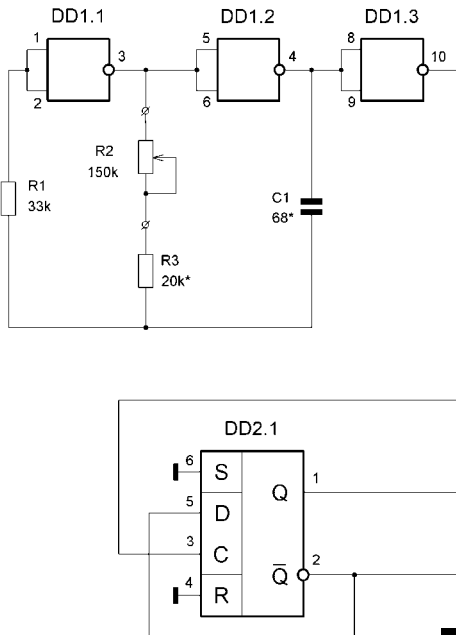 DD1.1 DD1.2 DD1.3
1 3 5 4 8 10
2 6 9
R2
150k
R1
33k
C1
68*
R3
20k*
DD2.1
6 S
5 D Q 1
3 C
4 R Q̅ 2